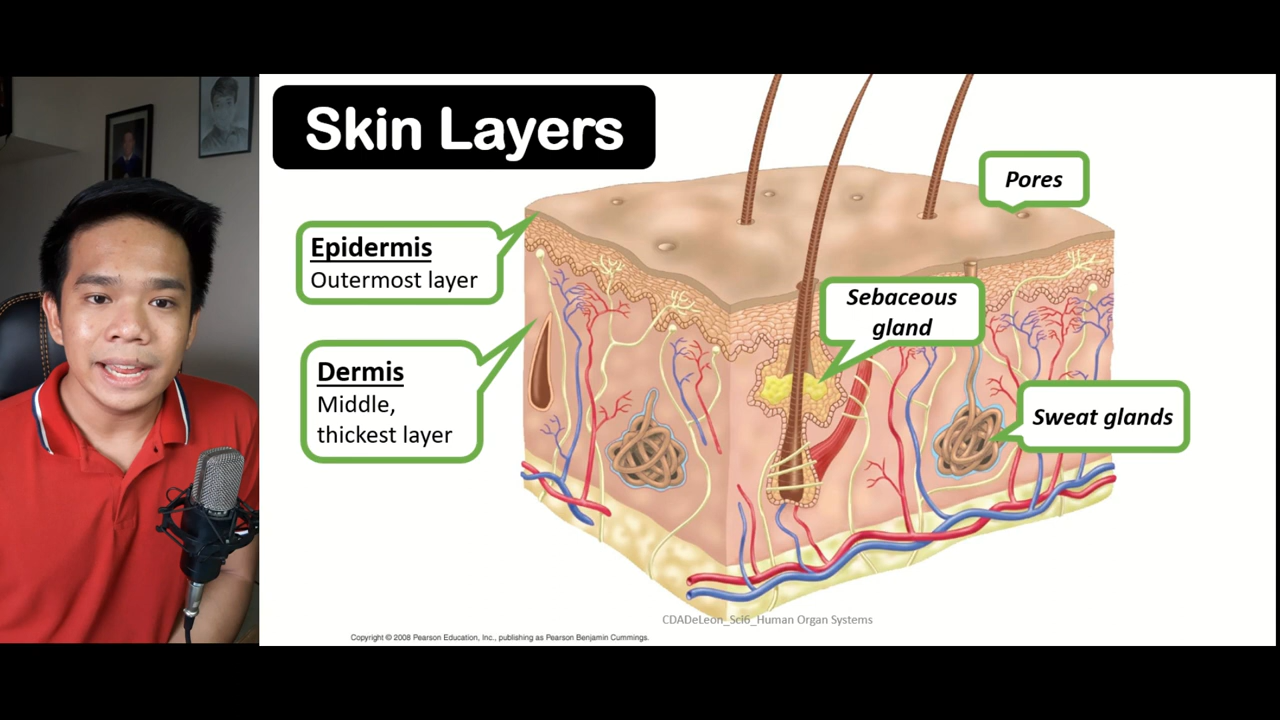 Skin Layers
Pores
Epidermis
Outermost layer
Sebaceous
gland
Dermis
Middle,
thickest layer
Sweat glands
CDADeLeon_Sci6_Human Organ Systems
Copyright © 2008 Pearson Education, Inc., publishing as Pearson Benjamin Cummings.